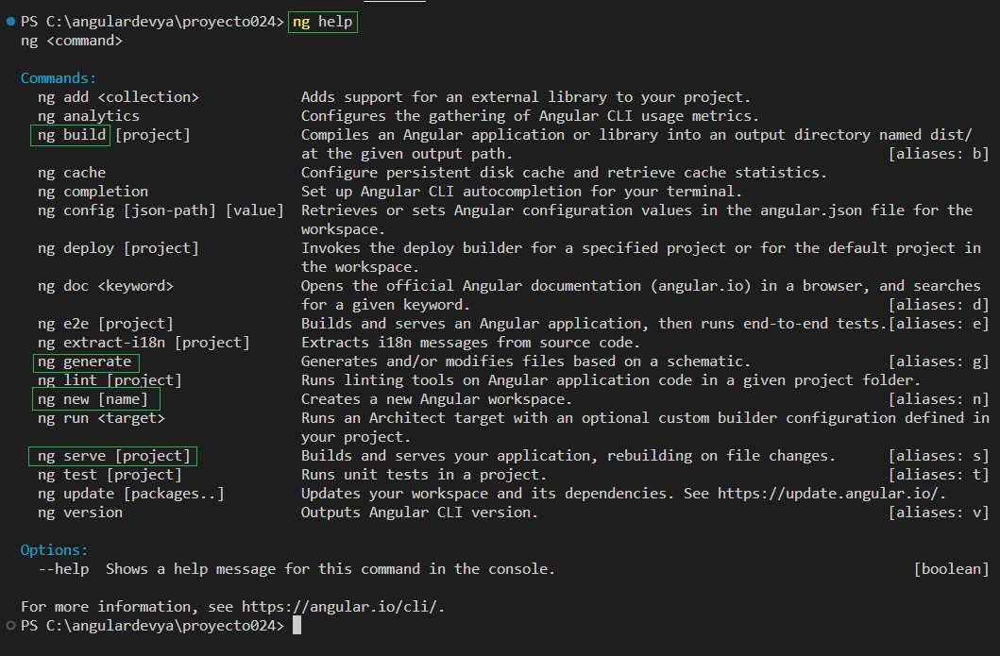 PS C:\angulardevya\proyecto024> ng help
ng <command>
Commands:
ng add <collection> Adds support for an external library to your project.
ng analytics Configures the gathering of Angular CLI usage metrics.
ng build [project] Compiles an Angular application or library into an output directory named dist/
at the given output path. [aliases: b]
ng cache Configure persistent disk cache and retrieve cache statistics.
ng completion Set up Angular CLI autocompletion for your terminal.
ng config [json-path] [value] Retrieves or sets Angular configuration values in the angular.json file for the
workspace.
ng deploy [project] Invokes the deploy builder for a specified project or for the default project in
the workspace.
ng doc <keyword> Opens the official Angular documentation (angular.io) in a browser, and searches
for a given keyword. [aliases: d]
ng e2e [project] Builds and serves an Angular application, then runs end-to-end tests.[aliases: e]
ng extract-i18n [project] Extracts i18n messages from source code.
ng generate Generates and/or modifies files based on a schematic. [aliases: g]
ng lint [project] Runs linting tools on Angular application code in a given project folder.
ng new [name] Creates a new Angular workspace. [aliases: n]
ng run <target> Runs an Architect target with an optional custom builder configuration defined in
your project.
ng serve [project] Builds and serves your application, rebuilding on file changes. [aliases: s]
ng test [project] Runs unit tests in a project. [aliases: t]
ng update [packages..] Updates your workspace and its dependencies. See https://update.angular.io/.
ng version Outputs Angular CLI version. [aliases: v]
Options:
--help Shows a help message for this command in the console. [boolean]
For more information, see https://angular.io/cli/.
PS C:\angulardevya\proyecto024>